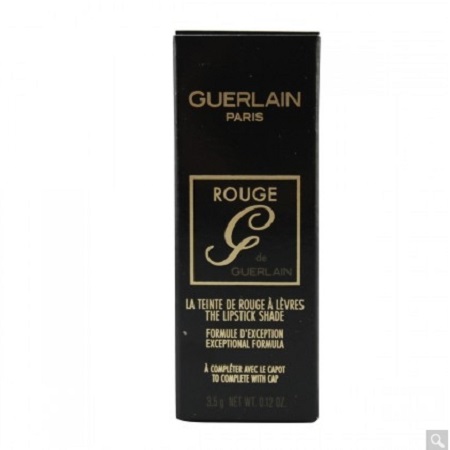 GUERLAIN
PARIS
ROUGE
G
de
GUERLAIN
LA TEINTE DE ROUGE À LÈVRES
THE LIPSTICK SHADE
FORMULE D'EXCEPTION
EXCEPTIONAL FORMULA
À COMPLÉTER AVEC LE CAPOT
TO COMPLETE WITH CAP
3.5g NET WT. 0.12 OZ.